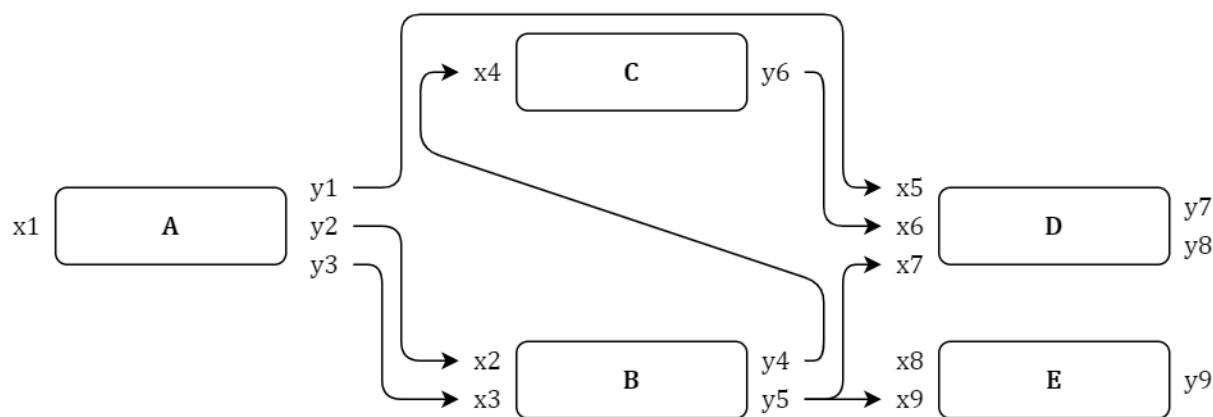 x4 C y6
y1 x5
x1 A y2 x6 D y7
y8
y3 x7
x2 y4 x8
B E y9
x3 y5 x9